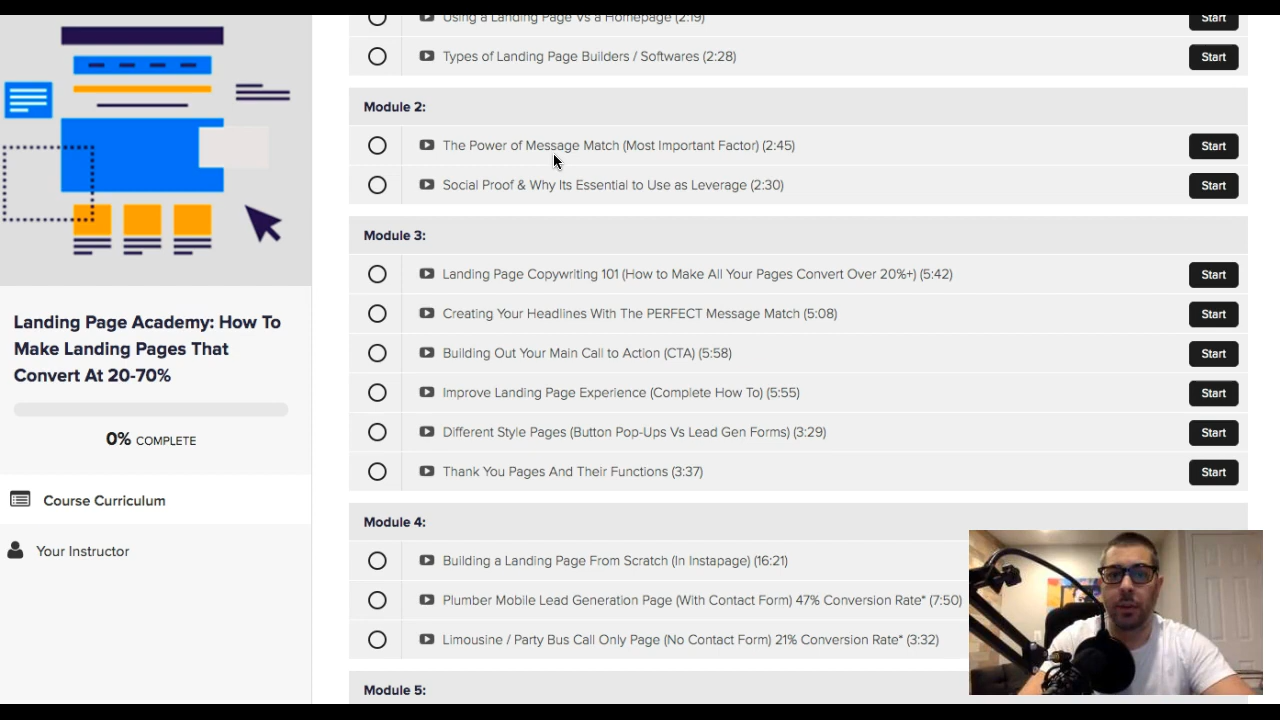 Using a Landing Page Vs a Homepage (2:19)
Start
Types of Landing Page Builders / Softwares (2:28)
Start
Module 2:
The Power of Message Match (Most Important Factor) (2:45)
Start
Social Proof & Why Its Essential to Use as Leverage (2:30)
Start
Module 3:
Landing Page Copywriting 101 (How to Make All Your Pages Convert Over 20%+) (5:42)
Start
Creating Your Headlines With The PERFECT Message Match (5:08)
Start
Building Out Your Main Call to Action (CTA) (5:58)
Start
Improve Landing Page Experience (Complete How To) (5:55)
Start
Different Style Pages (Button Pop-Ups Vs Lead Gen Forms) (3:29)
Start
Thank You Pages And Their Functions (3:37)
Start
Module 4:
Building a Landing Page From Scratch (In Instapage) (16:21)
Plumber Mobile Lead Generation Page (With Contact Form) 47% Conversion Rate* (7:50)
Limousine / Party Bus Call Only Page (No Contact Form) 21% Conversion Rate* (3:32)
Module 5:
Landing Page Academy: How To
Make Landing Pages That
Convert At 20-70%
0% COMPLETE
Course Curriculum
Your Instructor